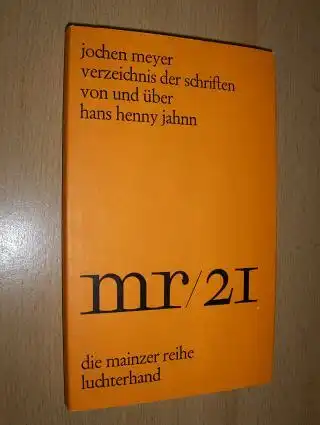 jochen meyer
verzeichnis der schriften
von und über
hans henny jahnn
mr/21
die mainzer reihe
luchterhand